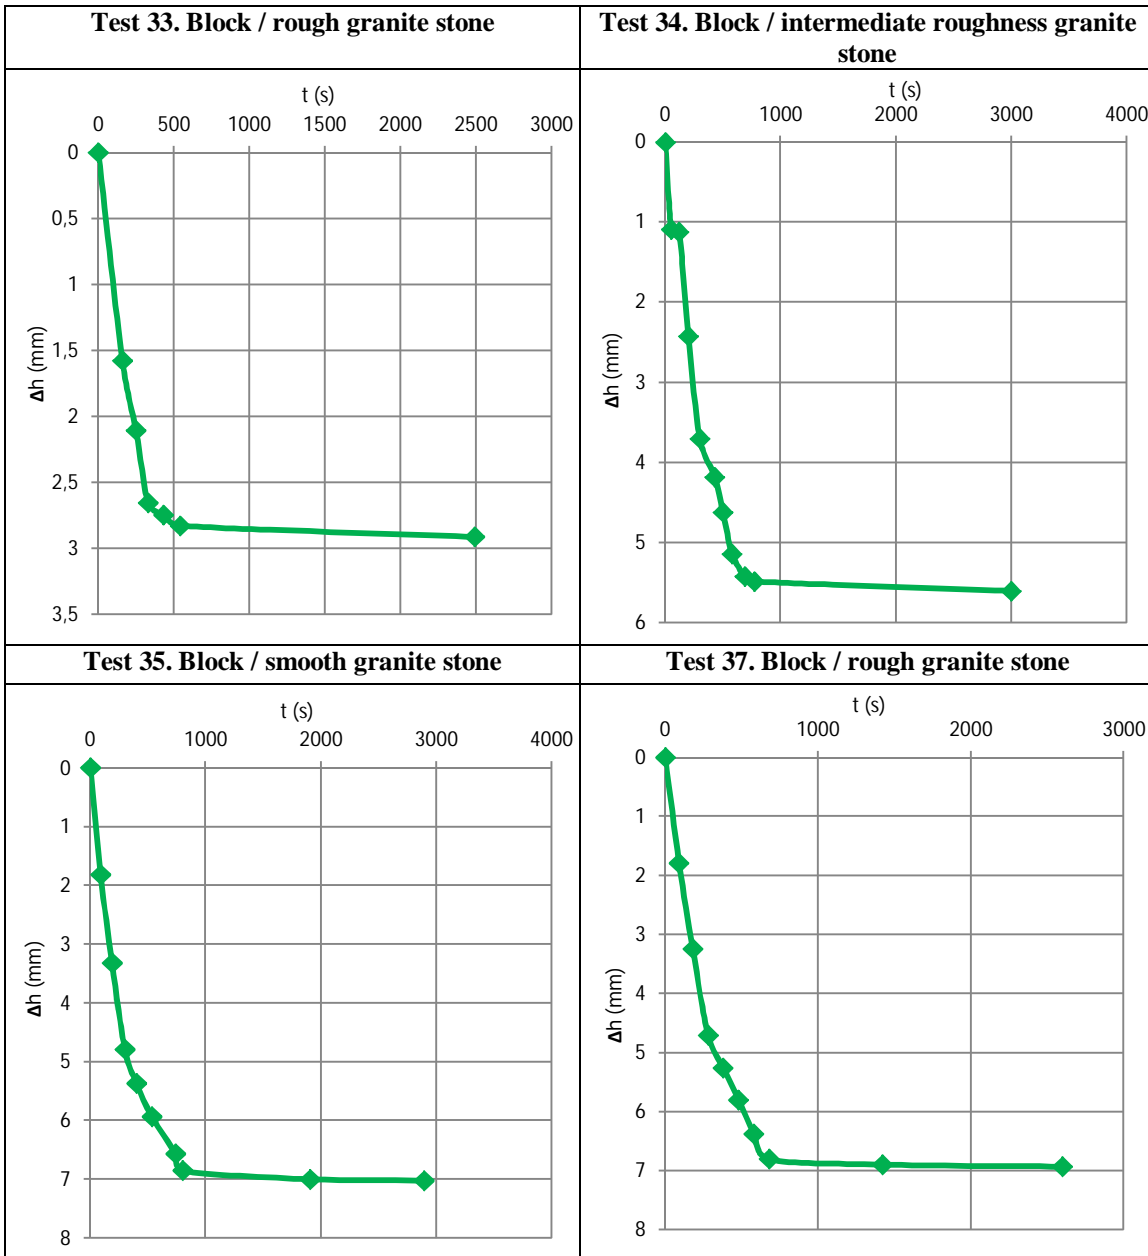 Test 33. Block / rough granite stone
t (s)
0 500 1000 1500 2000 2500 3000
0
0,5
1
1,5
2
2,5
3
3,5
Δh (mm)
Test 34. Block / intermediate roughness granite
stone
t (s)
0 1000 2000 3000 4000
0
1
2
3
4
5
6
Δh (mm)
Test 35. Block / smooth granite stone
t (s)
0 1000 2000 3000 4000
0
1
2
3
4
5
6
7
8
Δh (mm)
Test 37. Block / rough granite stone
t (s)
0 1000 2000 3000
0
1
2
3
4
5
6
7
8
Δh (mm)